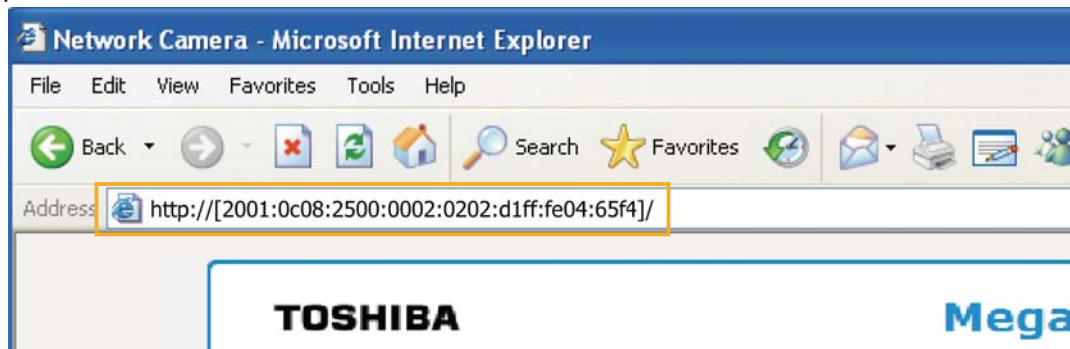 Network Camera - Microsoft Internet Explorer
File Edit View Favorites Tools Help
Back Search Favorites
Address http://[2001:0c08:2500:0002:0202:d1ff:fe04:65f4]/
TOSHIBA Mega